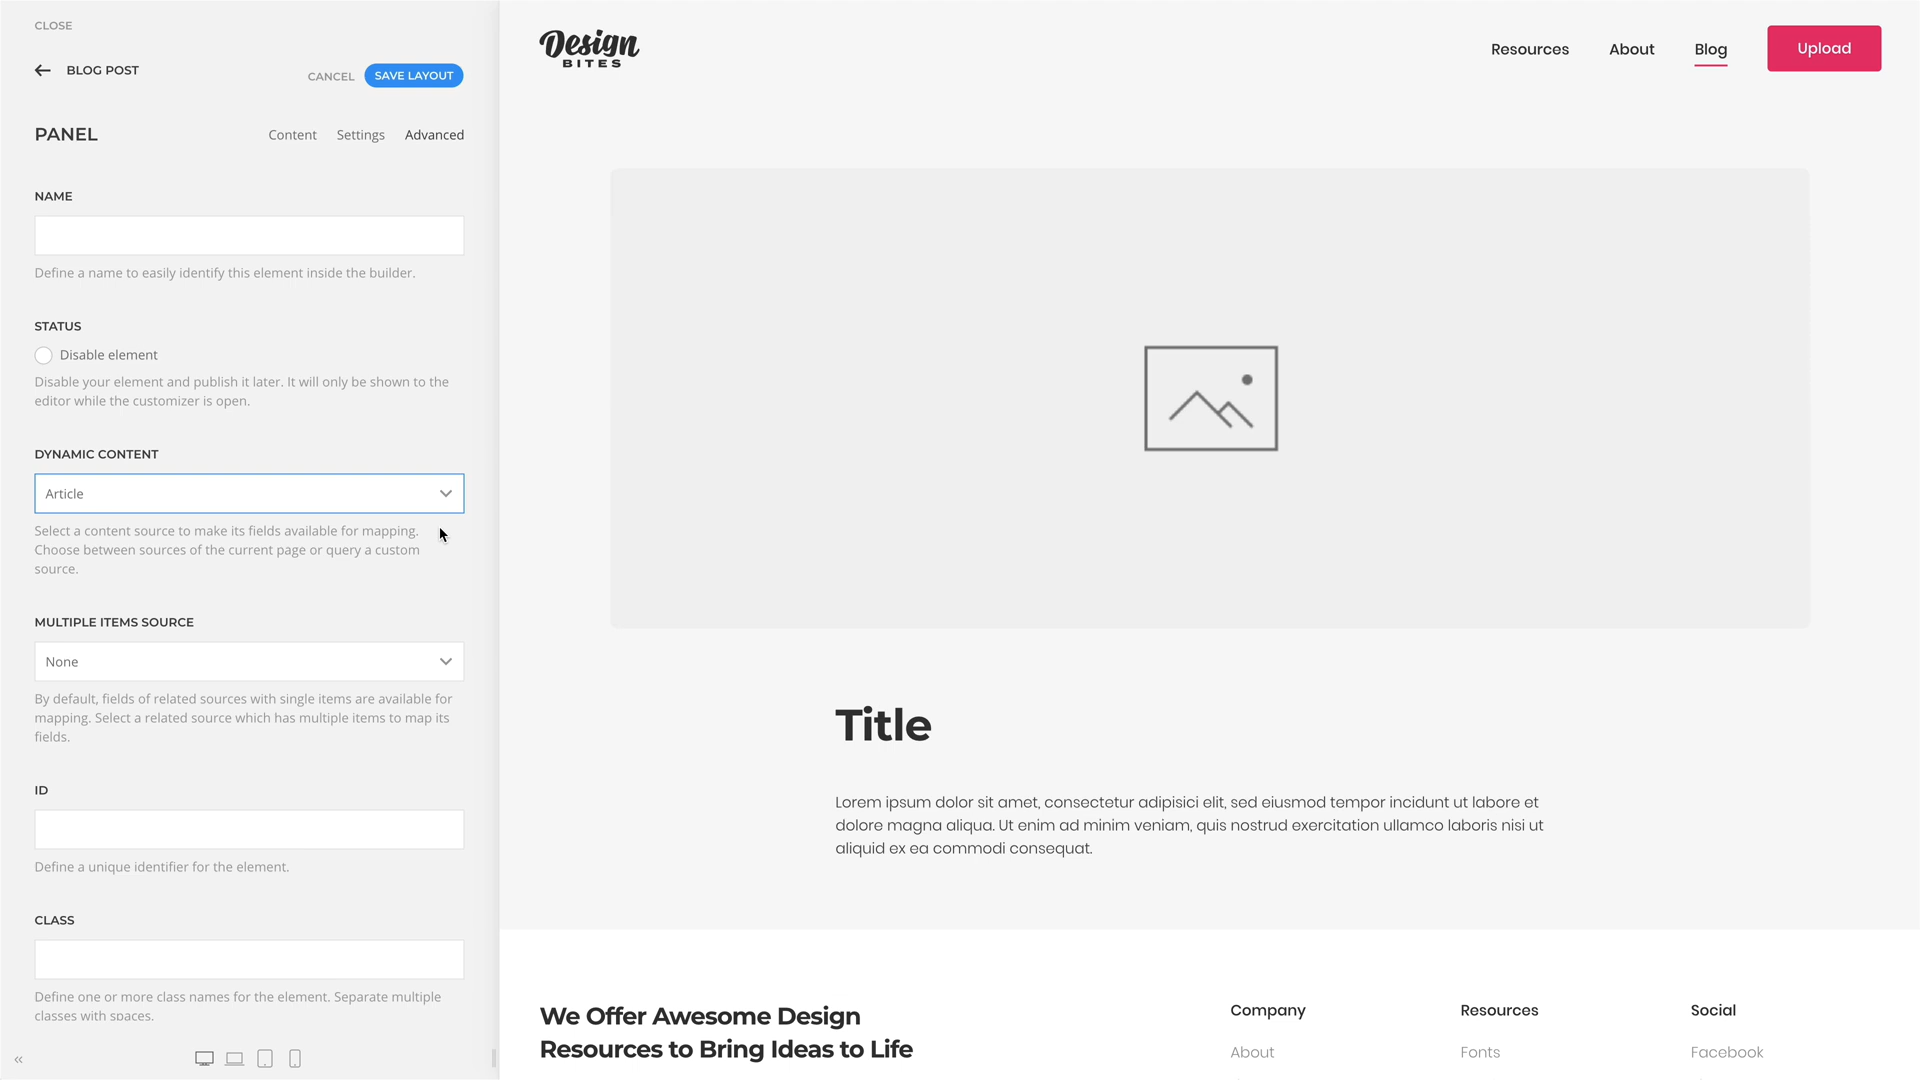 CLOSE
BLOG POST
CANCEL
SAVE LAYOUT
PANEL
Content
Settings
Advanced
NAME
Define a name to easily identify this element inside the builder.
STATUS
Disable element
Disable your element and publish it later. It will only be shown to the
editor while the customizer is open.
DYNAMIC CONTENT
Article
Select a content source to make its fields available for mapping.
Choose between sources of the current page or query a custom
source.
MULTIPLE ITEMS SOURCE
None
By default, fields of related sources with single items are available for
mapping. Select a related source which has multiple items to map its
fields.
ID
Define a unique identifier for the element.
CLASS
Define one or more class names for the element. Separate multiple
classes with spaces.
Design
BITES
Resources
About
Blog
Upload
Title
Lorem ipsum dolor sit amet, consectetur adipisici elit, sed eiusmod tempor incidunt ut labore et
dolore magna aliqua. Ut enim ad minim veniam, quis nostrud exercitation ullamco laboris nisi ut
aliquid ex ea commodi consequat.
We Offer Awesome Design
Resources to Bring Ideas to Life
Company
About
Resources
Fonts
Social
Facebook